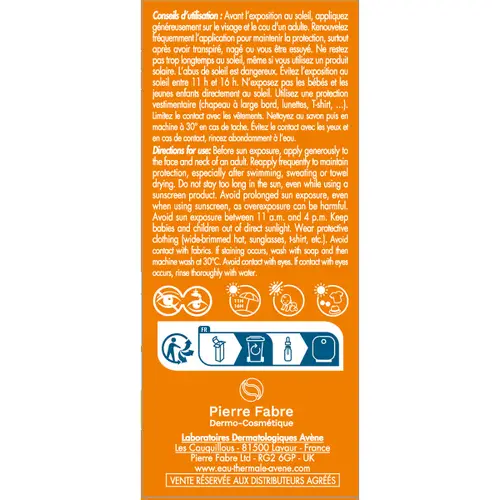 Conseils d'utilisation : Avant l'exposition au soleil, appliquez
généreusement sur le visage et le cou d'un adulte. Renouvelez
fréquemment l'application pour maintenir la protection, surtout
après avoir transpiré, nagé ou vous être essuyé. Ne restez
pas trop longtemps au soleil, même si vous utilisez un produit
solaire. L'abus de soleil est dangereux. Évitez l'exposition au
soleil entre 11 h et 16 h. N'exposez pas les bébés et les
jeunes enfants directement au soleil. Utilisez une protection
vestimentaire (chapeau à large bord, lunettes, T-shirt, ...).
Limitez le contact avec les vêtements. Nettoyez au savon puis en
machine à 30° en cas de tache. Évitez le contact avec les yeux et
en cas de contact, rincez abondamment à l'eau.
Directions for use: Before sun exposure, apply generously to
the face and neck of an adult. Reapply frequently to maintain
protection, especially after swimming, sweating or towel
drying. Do not stay too long in the sun, even while using a
sunscreen product. Avoid prolonged sun exposure, even
when using sunscreen, as overexposure can be harmful.
Avoid sun exposure between 11 a.m. and 4 p.m. Keep
babies and children out of direct sunlight. Wear protective
clothing (wide-brimmed hat, sunglasses, t-shirt, etc.). Avoid
contact with fabrics. If staining occurs, wash with soap and then
machine wash at 30°C. Avoid contact with eyes. If contact with eyes
occurs, rinse thoroughly with water.
11H
16H
FR
Pierre Fabre
Dermo-Cosmétique
Laboratoires Dermatologiques Avène
Les Cauquillous - 81500 Lavaur - France
Pierre Fabre Ltd - RG2 6GP - UK
www.eau-thermale-avene.com
VENTE RÉSERVÉE AUX DISTRIBUTEURS AGRÉÉS